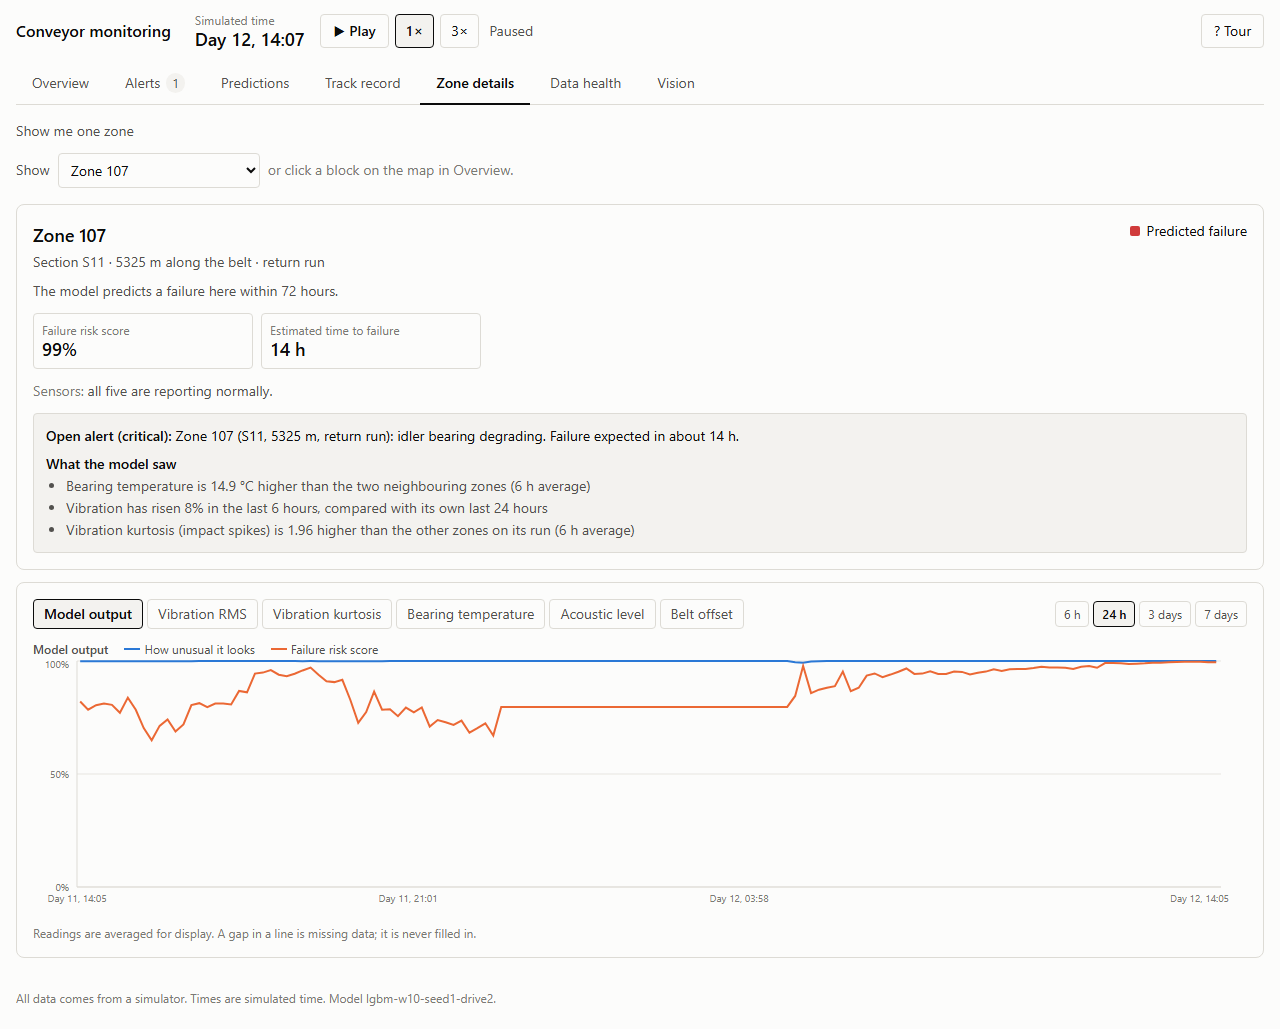 Conveyor monitoring
Simulated time
Day 12, 14:07
▶ Play
1×
3×
Paused
? Tour
Overview
Alerts 1
Predictions
Track record
Zone details
Data health
Vision
Show me one zone
Show
Zone 107
or click a block on the map in Overview.
Zone 107
Predicted failure
Section S11 · 5325 m along the belt · return run
The model predicts a failure here within 72 hours.
Failure risk score
99%
Estimated time to failure
14 h
Sensors: all five are reporting normally.
Open alert (critical): Zone 107 (S11, 5325 m, return run): idler bearing degrading. Failure expected in about 14 h.
What the model saw
• Bearing temperature is 14.9 °C higher than the two neighbouring zones (6 h average)
• Vibration has risen 8% in the last 6 hours, compared with its own last 24 hours
• Vibration kurtosis (impact spikes) is 1.96 higher than the other zones on its run (6 h average)
Model output
Vibration RMS
Vibration kurtosis
Bearing temperature
Acoustic level
Belt offset
6 h
24 h
3 days
7 days
Model output
How unusual it looks
Failure risk score
100%
50%
0%
Day 11, 14:05
Day 11, 21:01
Day 12, 03:58
Day 12, 14:05
Readings are averaged for display. A gap in a line is missing data; it is never filled in.
All data comes from a simulator. Times are simulated time. Model lgbm-w10-seed1-drive2.